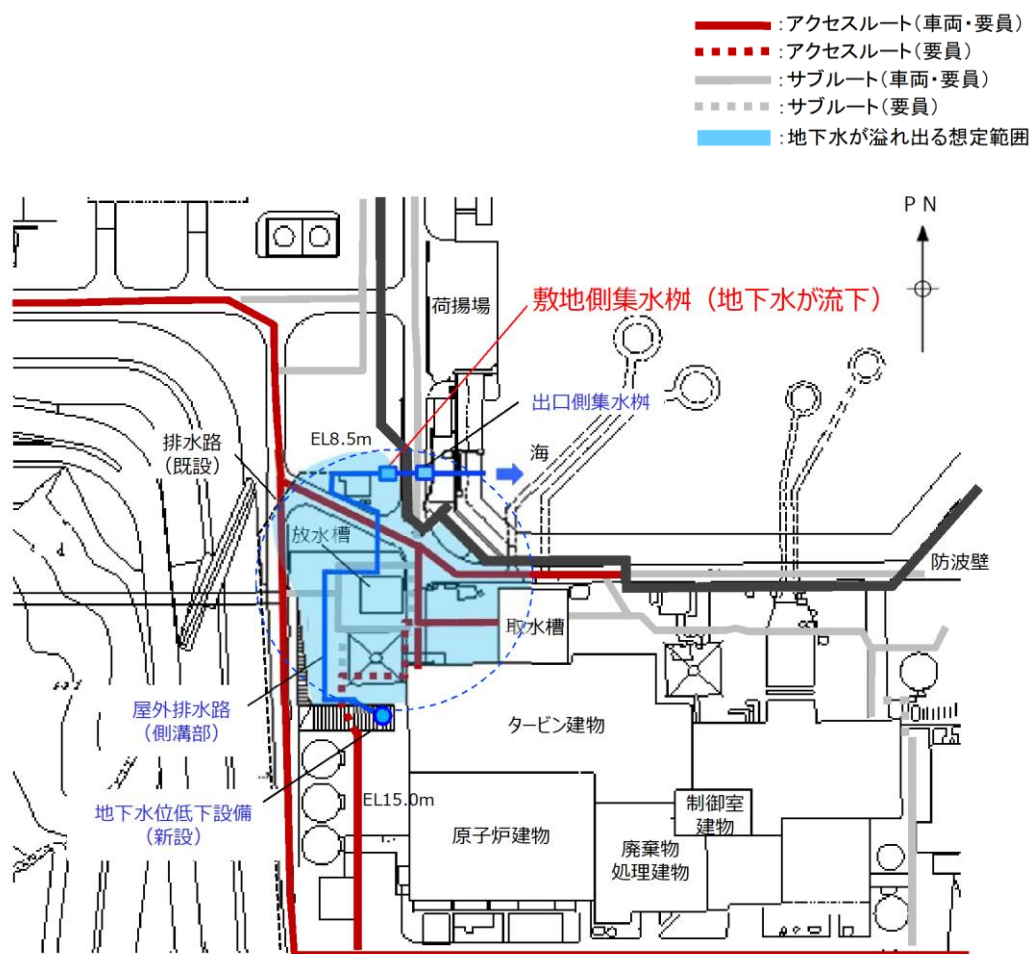 ：アクセスルート（車両・要員）
：アクセスルート（要員）
：サブルート（車両・要員）
：サブルート（要員）
：地下水が溢れ出る想定範囲
P N
荷揚場
敷地側集水桝（地下水が流下）
出口側集水桝
EL8.5m
排水路
（既設）
海
放水槽
防波壁
取水槽
屋外排水路
（側溝部）
タービン建物
地下水位低下設備
（新設）
EL15.0m
制御室
建物
原子炉建物
廃棄物
処理建物